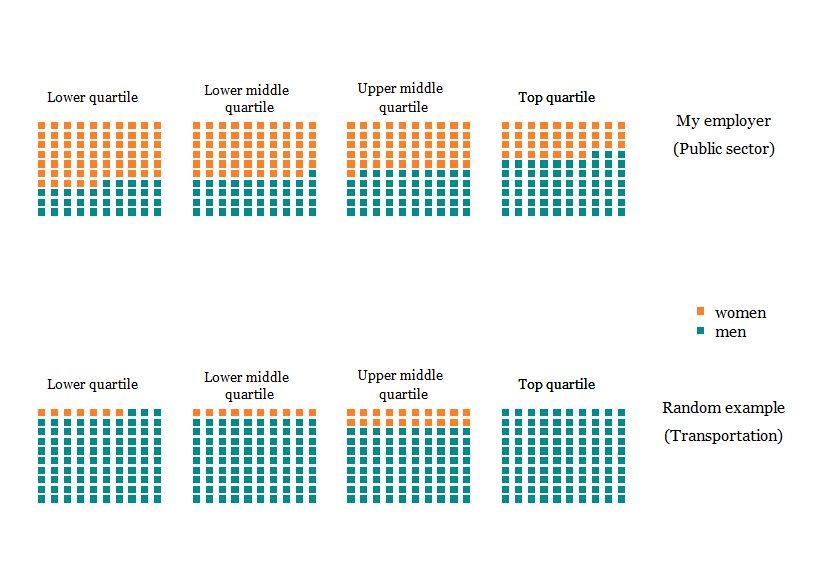 Lower quartile
Lower middle
quartile
Upper middle
quartile
Top quartile
My employer
(Public sector)
women
men
Lower quartile
Lower middle
quartile
Upper middle
quartile
Top quartile
Random example
(Transportation)